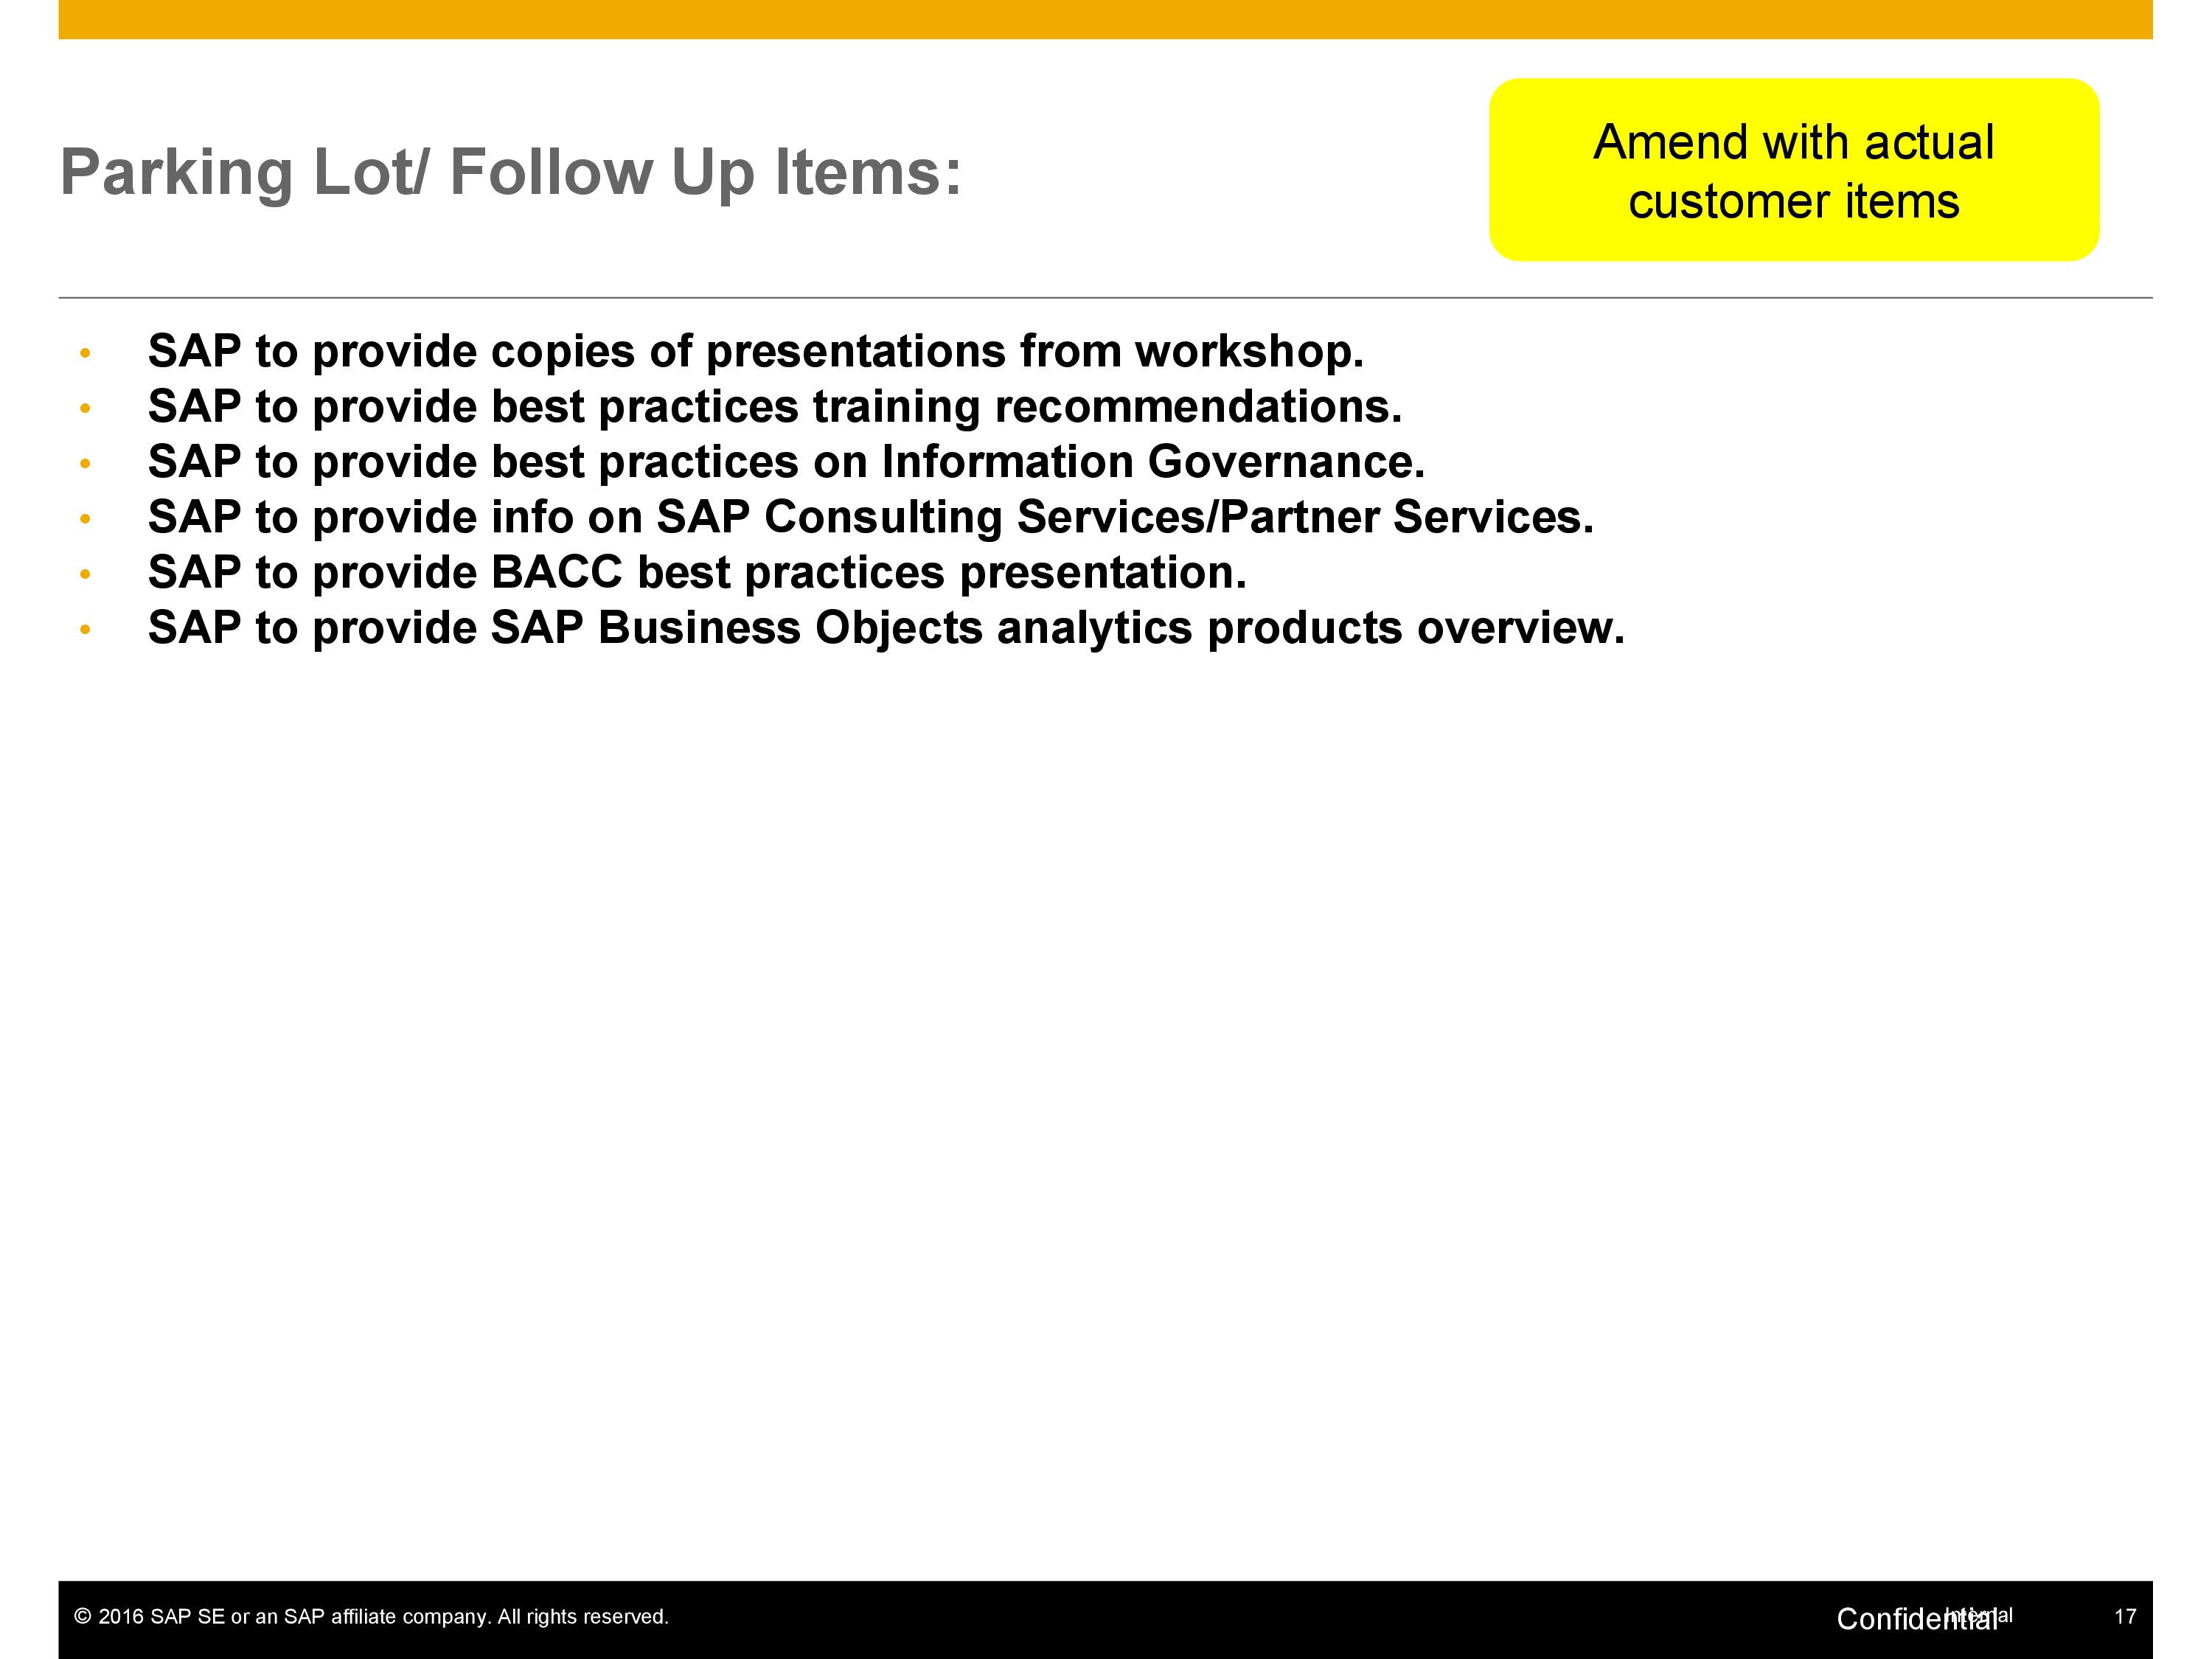 Amend with actual
customer items
Parking Lot/ Follow Up Items:
• SAP to provide copies of presentations from workshop.
• SAP to provide best practices training recommendations.
• SAP to provide best practices on Information Governance.
• SAP to provide info on SAP Consulting Services/Partner Services.
• SAP to provide BACC best practices presentation.
• SAP to provide SAP Business Objects analytics products overview.
© 2016 SAP SE or an SAP affiliate company. All rights reserved.
Confidential
Internal
17